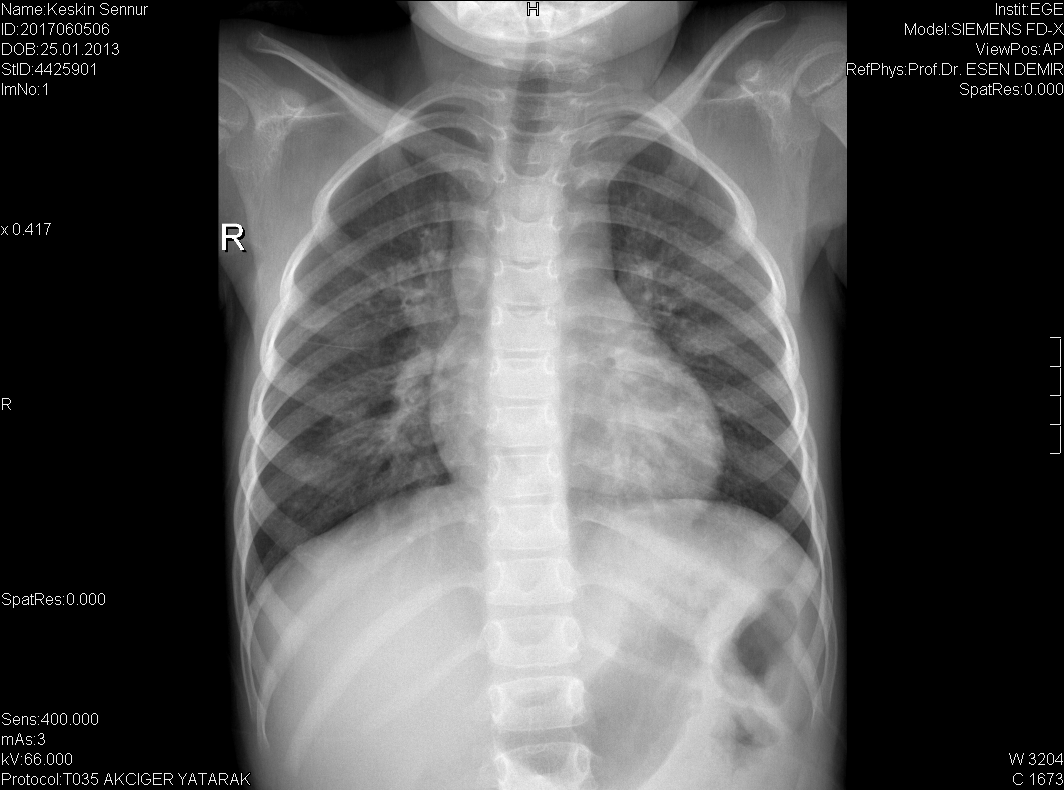 Name:Keskin Sennur
ID:2017060506
DOB:25.01.2013
StID:4425901
ImNo:1
H
Instit:EGE
Model:SIEMENS FD-X
ViewPos:AP
RefPhys:Prof.Dr. ESEN DEMIR
SpatRes:0.000
x 0.417
R
R
SpatRes:0.000
Sens:400.000
mAs:3
kV:66.000
Protocol:T035 AKCIGER YATARAK
W 3204
C 1673